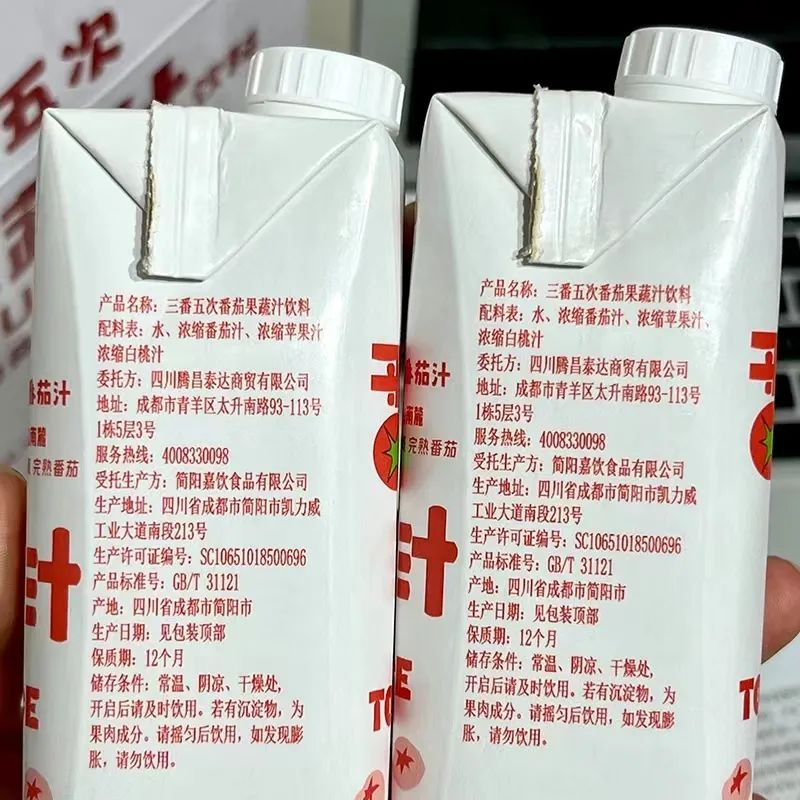 五次
产品名称：三番五次番茄果蔬汁饮料
配料表：水、浓缩番茄汁、浓缩苹果汁
浓缩白桃汁
委托方：四川腾昌泰达商贸有限公司
地址：成都市青羊区太升南路93-113号
1栋5层3号
服务热线：4008330098
受托生产方：简阳嘉饮食品有限公司
生产地址：四川省成都市简阳市凯力威
工业大道南段213号
生产许可证编号：SC10651018500696
产品标准号：GB/T 31121
产地：四川省成都市简阳市
生产日期：见包装顶部
保质期：12个月
储存条件：常温、阴凉、干燥处，
开启后请及时饮用。若有沉淀物，为
果肉成分。请摇匀后饮用，如发现膨
胀，请勿饮用。
茄汁
完熟番茄
汁
产品名称：三番五次番茄果蔬汁饮料
配料表：水、浓缩番茄汁、浓缩苹果汁、
浓缩白桃汁
委托方：四川腾昌泰达商贸有限公司
地址：成都市青羊区太升南路93-113号
1栋5层3号
服务热线：4008330098
受托生产方：简阳嘉饮食品有限公司
生产地址：四川省成都市简阳市凯力威
工业大道南段213号
生产许可证编号：SC10651018500696
产品标准号：GB/T 31121
产地：四川省成都市简阳市
生产日期：见包装顶部
保质期：12个月
储存条件：常温、阴凉、干燥处，
开启后请及时饮用。若有沉淀物，为
果肉成分。请摇匀后饮用，如发现膨
胀，请勿饮用。
番茄汁
完熟番茄
汁